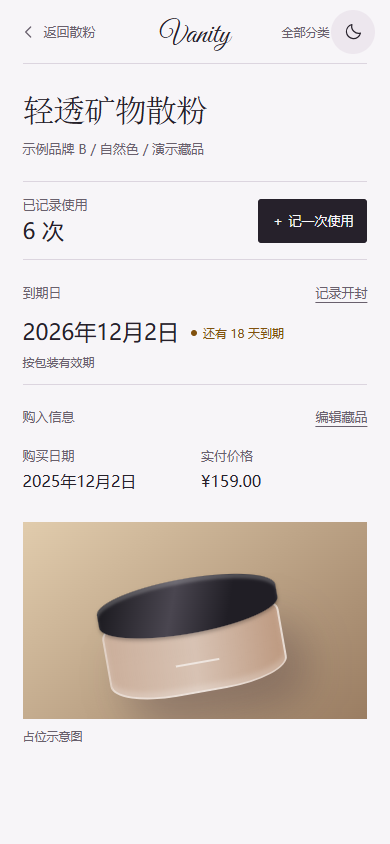 返回散粉
Vanity
全部分类
轻透矿物散粉
示例品牌 B / 自然色 / 演示藏品
已记录使用
6 次
+ 记一次使用
到期日
记录开封
2026年12月2日
还有 18 天到期
按包装有效期
购入信息
编辑藏品
购买日期
实付价格
2025年12月2日
¥159.00
占位示意图